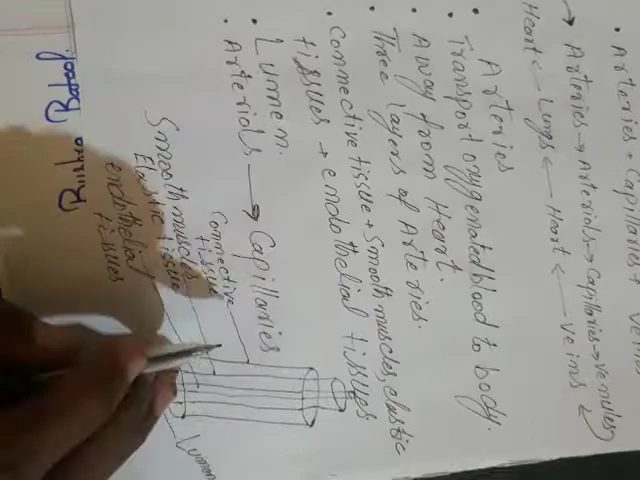 • Arteries + Capillaries + Veins
→ Arteries → Arteriols → Capillaries → venules
Heart ← Lungs ← Heart ← veins
Arteries
• Transport oxygenated blood to body.
• Away from Heart.
• Three layers of Arteries.
• Connective tissue + Smooth muscles, elastic
tissues + endothelial tissues
• Lumen.
• Arteriols → Capillaries
Connective
tissue
Smooth muscles
Elastic tissue
endothelial
tissues
Lumen